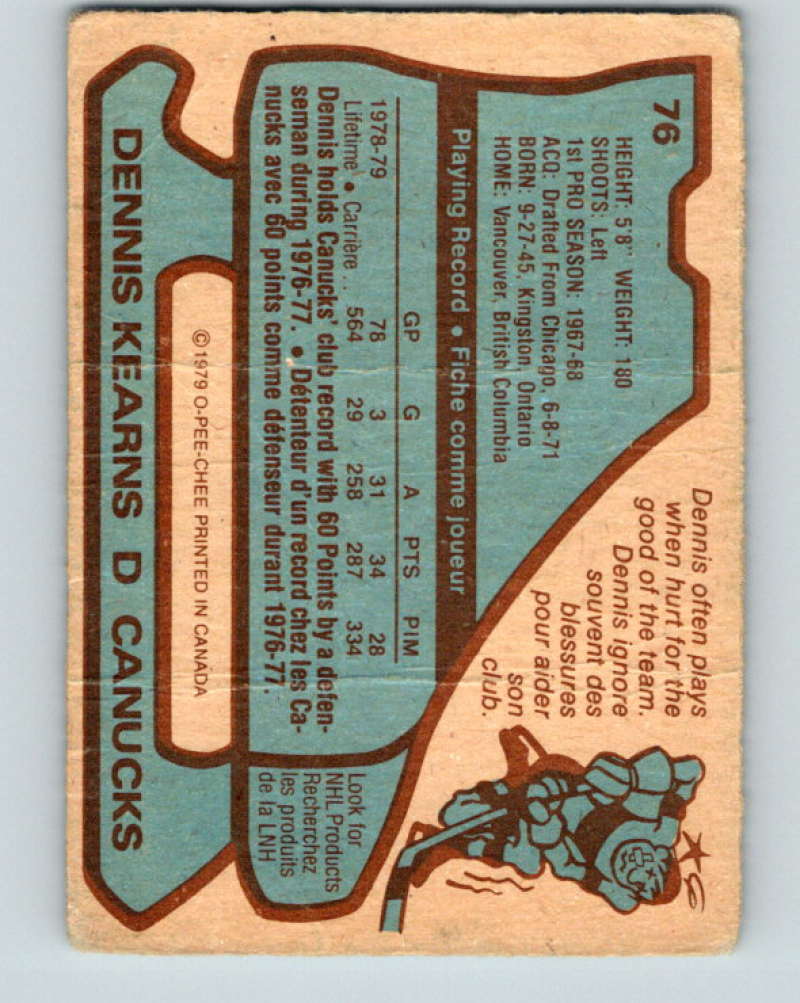 76
HEIGHT: 5'8" WEIGHT: 180
SHOOTS: Left
1st PRO SEASON: 1967-68
ACQ: Drafted From Chicago, 6-8-71
BORN: 9-27-45, Kingston, Ontario
HOME: Vancouver, British Columbia
Dennis often plays
when hurt for the
good of the team.
Dennis ignore
souvent des
blessures
pour aider
son
club.
Playing Record • Fiche comme joueur
GP G A PTS PIM
1978-79 78 3 31 34 28
Lifetime • Carrière ... 564 29 258 287 334
Dennis holds Canucks' club record with 60 Points by a defen-
seman during 1976-77. • Détenteur d'un record chez les Ca-
nucks avec 60 points comme défenseur durant 1976-77.
Look for
NHL Products
Recherchez
les produits
de la LNH
©1979 O-PEE-CHEE PRINTED IN CANADA
DENNIS KEARNS D CANUCKS